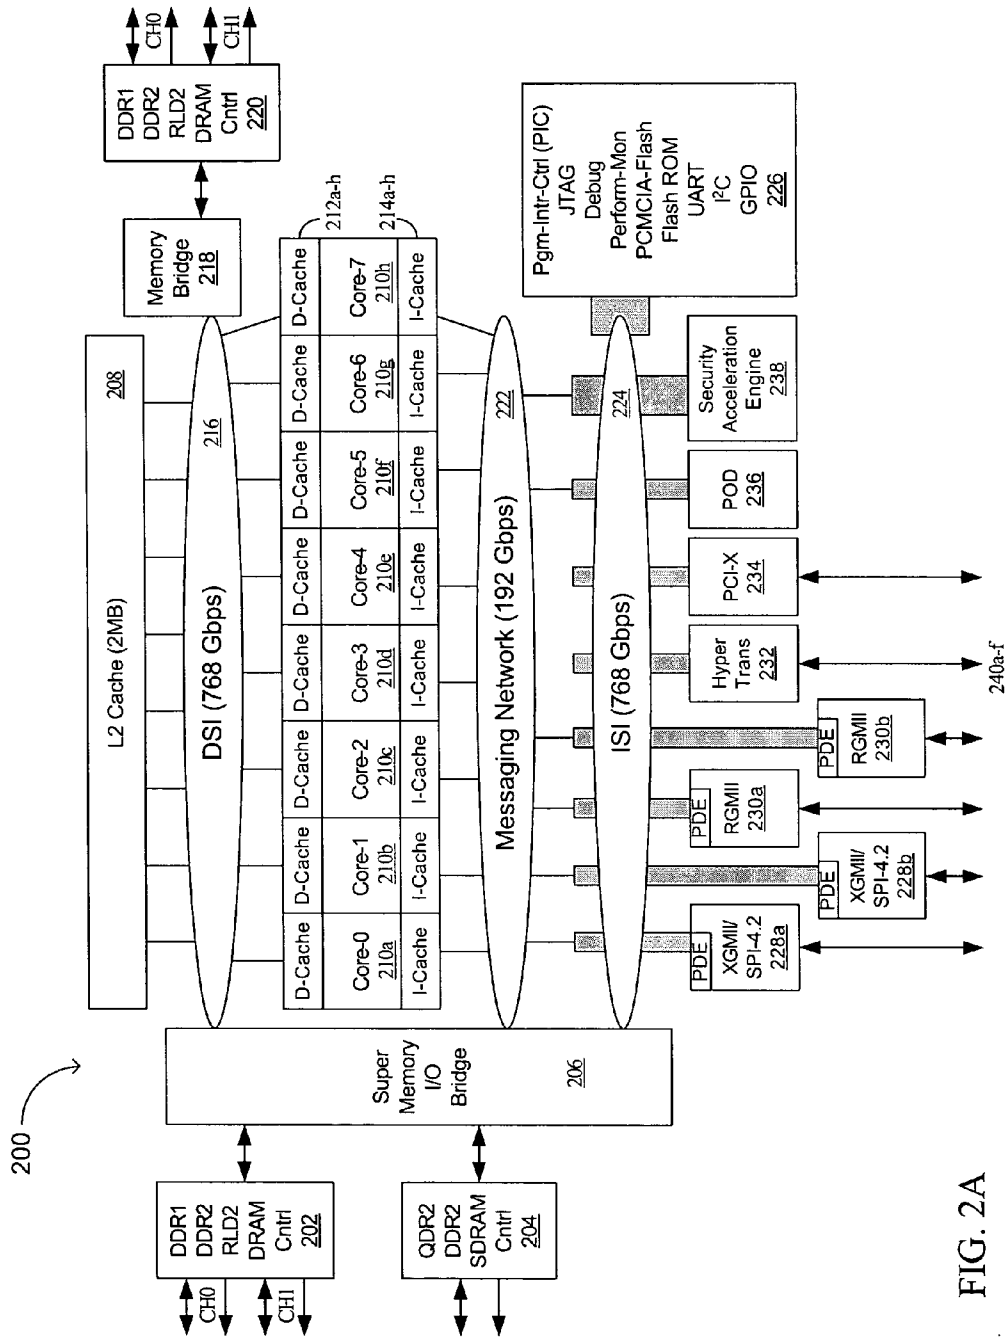 200
DDR1
DDR2
RLD2
DRAM
Cntrl
202
CH0
CH1
QDR2
DDR2
SDRAM
Cntrl
204
Super
Memory
I/O
Bridge
206
L2 Cache (2MB)
208
DSI (768 Gbps)
216
Memory
Bridge
218
DDR1
DDR2
RLD2
DRAM
Cntrl
220
CH0
CH1
D-Cache
D-Cache
D-Cache
D-Cache
D-Cache
D-Cache
D-Cache
D-Cache
212a-h
Core-0
210a
Core-1
210b
Core-2
210c
Core-3
210d
Core-4
210e
Core-5
210f
Core-6
210g
Core-7
210h
I-Cache
I-Cache
I-Cache
I-Cache
I-Cache
I-Cache
I-Cache
I-Cache
214a-h
Messaging Network (192 Gbps)
222
ISI (768 Gbps)
224
Pgm-Intr-Ctrl (PIC)
JTAG
Debug
Perform-Mon
PCMCIA-Flash
Flash ROM
UART
I²C
GPIO
226
PDE
XGMII/
SPI-4.2
228a
PDE
XGMII/
SPI-4.2
228b
PDE
RGMII
230a
PDE
RGMII
230b
Hyper
Trans
232
PCI-X
234
POD
236
Security
Acceleration
Engine
238
240a-f
FIG. 2A